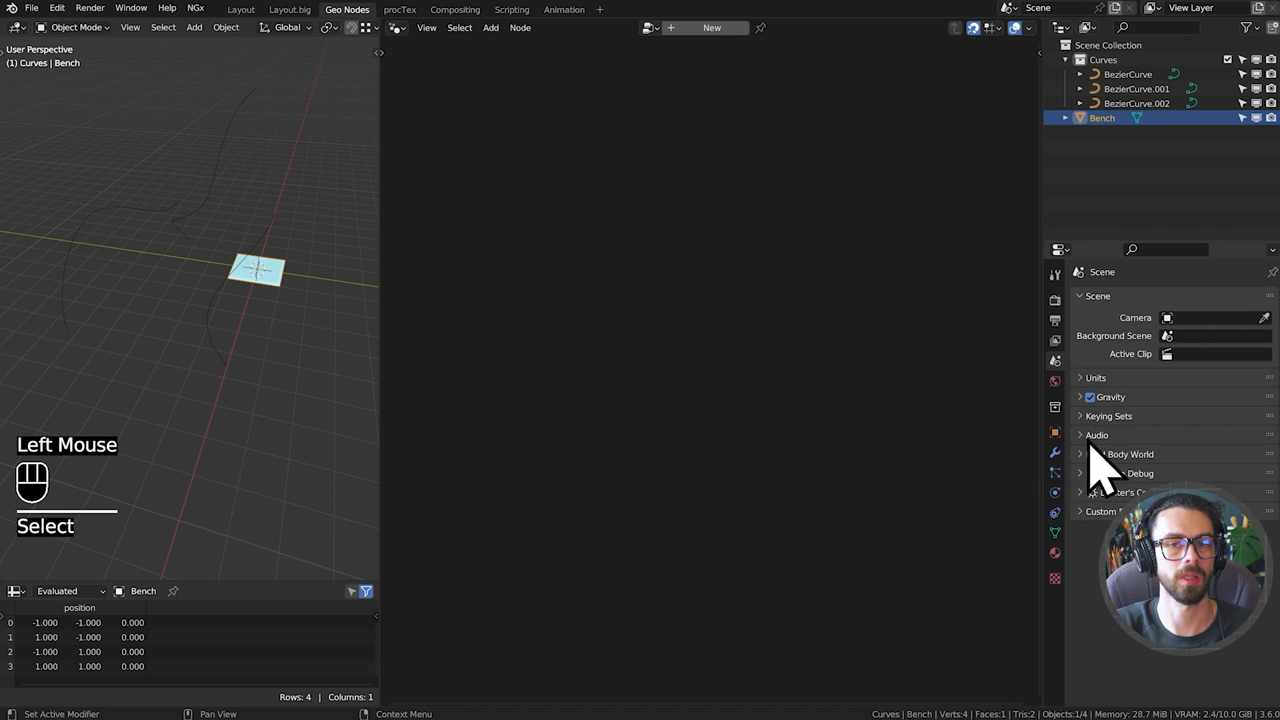 File Edit Render Window Help NGx Layout Layout.big Geo Nodes procTex Compositing Scripting Animation + Scene View Layer
Object Mode View Select Add Object Global
View Select Add Node + New
User Perspective
(1) Curves | Bench
Scene Collection
Curves
BezierCurve
BezierCurve.001
BezierCurve.002
Bench
Scene
Scene
Camera
Background Scene
Active Clip
Units
Gravity
Keying Sets
Audio
Body World
Debug
Custom
Left Mouse
Select
Evaluated Bench
position
0 -1.000 -1.000 0.000
1 1.000 -1.000 0.000
2 -1.000 1.000 0.000
3 1.000 1.000 0.000
Rows: 4 | Columns: 1
Set Active Modifier Pan View Context Menu Curves | Bench | Verts:4 | Faces:1 | Tris:2 | Objects:1/4 | Memory: 28.7 MiB | VRAM: 2.4/10.0 GiB | 3.6.0